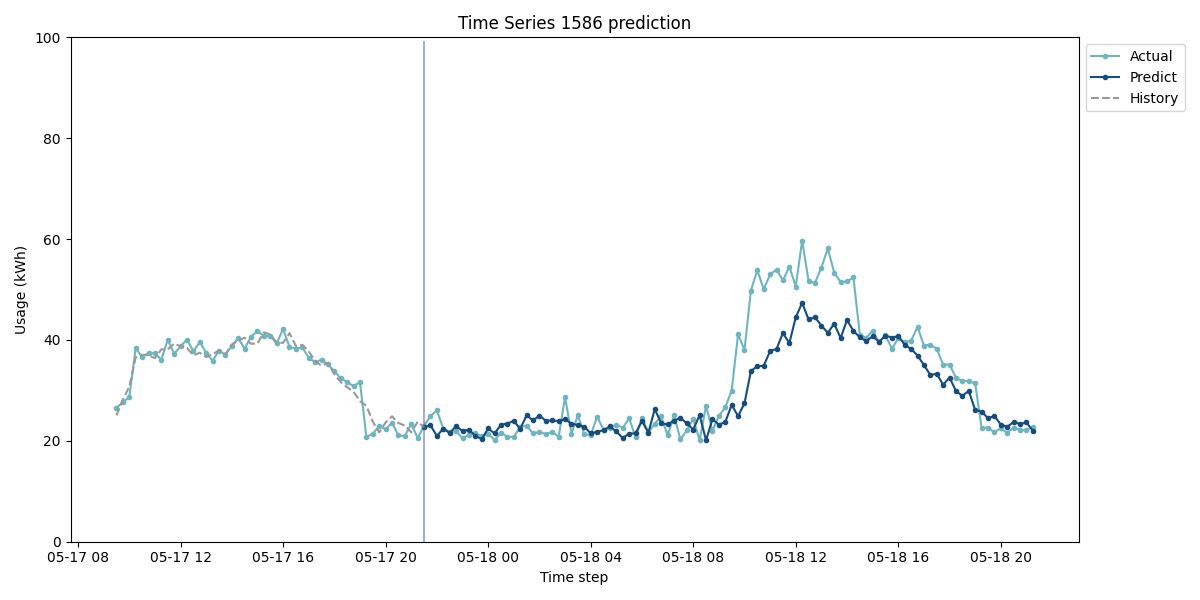 Time Series 1586 prediction
100
80
60
40
20
0
Usage (kWh)
05-17 08
05-17 12
05-17 16
05-17 20
05-18 00
05-18 04
05-18 08
05-18 12
05-18 16
05-18 20
Time step
Actual
Predict
History